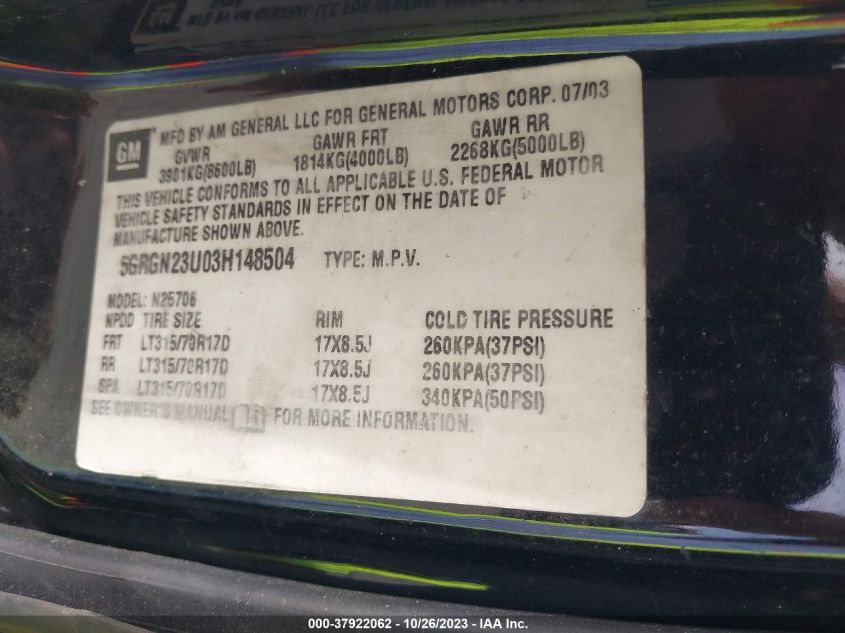 GM
MFD BY AM GENERAL LLC FOR GENERAL MOTORS CORP. 07/03
GVWR GAWR FRT GAWR RR
3901KG(8600LB) 1814KG(4000LB) 2268KG(5000LB)
THIS VEHICLE CONFORMS TO ALL APPLICABLE U.S. FEDERAL MOTOR
VEHICLE SAFETY STANDARDS IN EFFECT ON THE DATE OF
MANUFACTURE SHOWN ABOVE.
5GRGN23U03H148504 TYPE: M.P.V.
MODEL: N25706
NPDD TIRE SIZE RIM COLD TIRE PRESSURE
FRT LT315/70R17D 17X8.5J 260KPA(37PSI)
RR LT315/70R17D 17X8.5J 260KPA(37PSI)
SPA LT315/70R17D 17X8.5J 340KPA(50PSI)
SEE OWNER'S MANUAL FOR MORE INFORMATION.
000-37922062 - 10/26/2023 - IAA Inc.